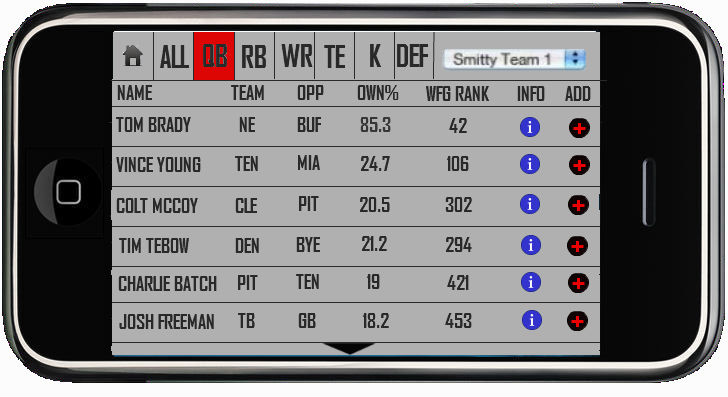 ALL QB RB WR TE K DEF Smitty Team 1
NAME TEAM OPP OWN% WFG RANK INFO ADD
TOM BRADY NE BUF 85.3 42 i
VINCE YOUNG TEN MIA 24.7 106 i
COLT MCCOY CLE PIT 20.5 302 i
TIM TEBOW DEN BYE 21.2 294 i
CHARLIE BATCH PIT TEN 19 421 i
JOSH FREEMAN TB GB 18.2 453 i